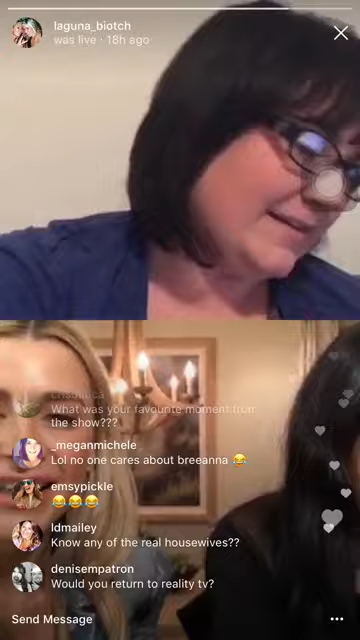 laguna_biotch
was live · 18h ago
What was your favourite moment from
the show???
_meganmichele
Lol no one cares about breeanna 😂
emsypickle
😂😂😂
ldmailey
Know any of the real housewives??
denisempatron
Would you return to reality tv?
Send Message